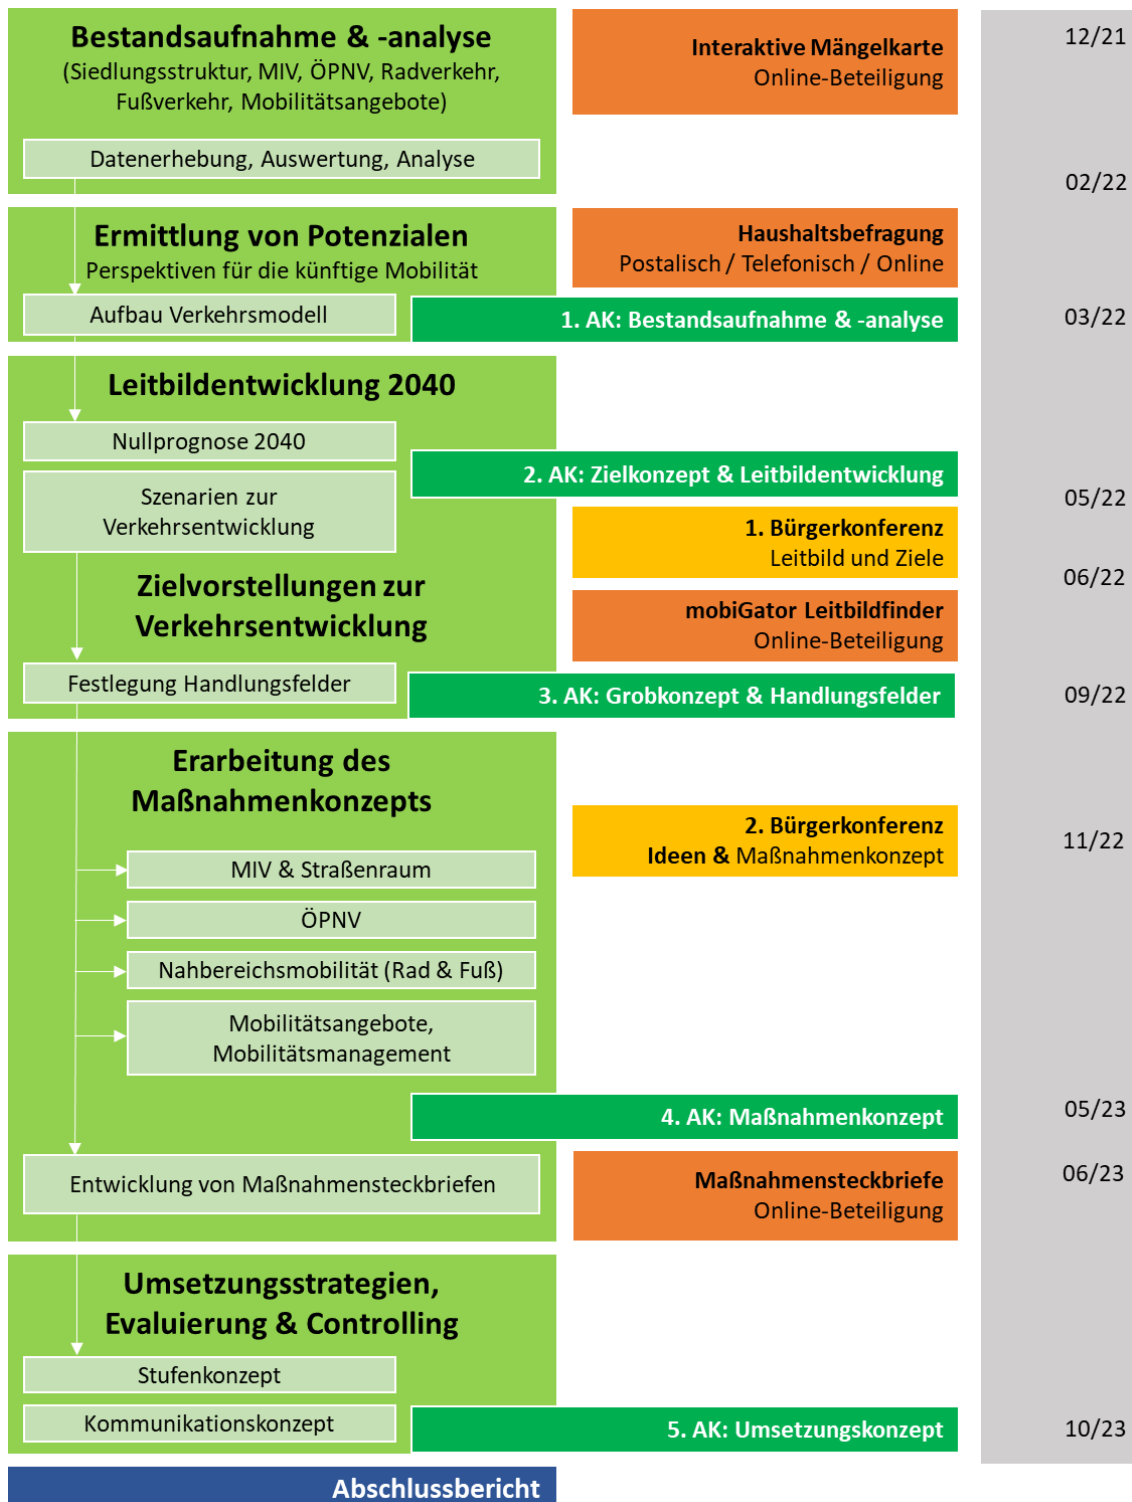 Bestandsaufnahme & -analyse
(Siedlungsstruktur, MIV, ÖPNV, Radverkehr,
Fußverkehr, Mobilitätsangebote)
Datenerhebung, Auswertung, Analyse
Interaktive Mängelkarte
Online-Beteiligung
12/21
02/22
Ermittlung von Potenzialen
Perspektiven für die künftige Mobilität
Aufbau Verkehrsmodell
Haushaltsbefragung
Postalisch / Telefonisch / Online
1. AK: Bestandsaufnahme & -analyse
03/22
Leitbildentwicklung 2040
Nullprognose 2040
Szenarien zur
Verkehrsentwicklung
2. AK: Zielkonzept & Leitbildentwicklung
05/22
1. Bürgerkonferenz
Leitbild und Ziele
06/22
Zielvorstellungen zur
Verkehrsentwicklung
mobiGator Leitbildfinder
Online-Beteiligung
Festlegung Handlungsfelder
3. AK: Grobkonzept & Handlungsfelder
09/22
Erarbeitung des
Maßnahmenkonzepts
2. Bürgerkonferenz
Ideen & Maßnahmenkonzept
11/22
MIV & Straßenraum
ÖPNV
Nahbereichsmobilität (Rad & Fuß)
Mobilitätsangebote,
Mobilitätsmanagement
4. AK: Maßnahmenkonzept
05/23
Entwicklung von Maßnahmensteckbriefen
Maßnahmensteckbriefe
Online-Beteiligung
06/23
Umsetzungsstrategien,
Evaluierung & Controlling
Stufenkonzept
Kommunikationskonzept
5. AK: Umsetzungskonzept
10/23
Abschlussbericht